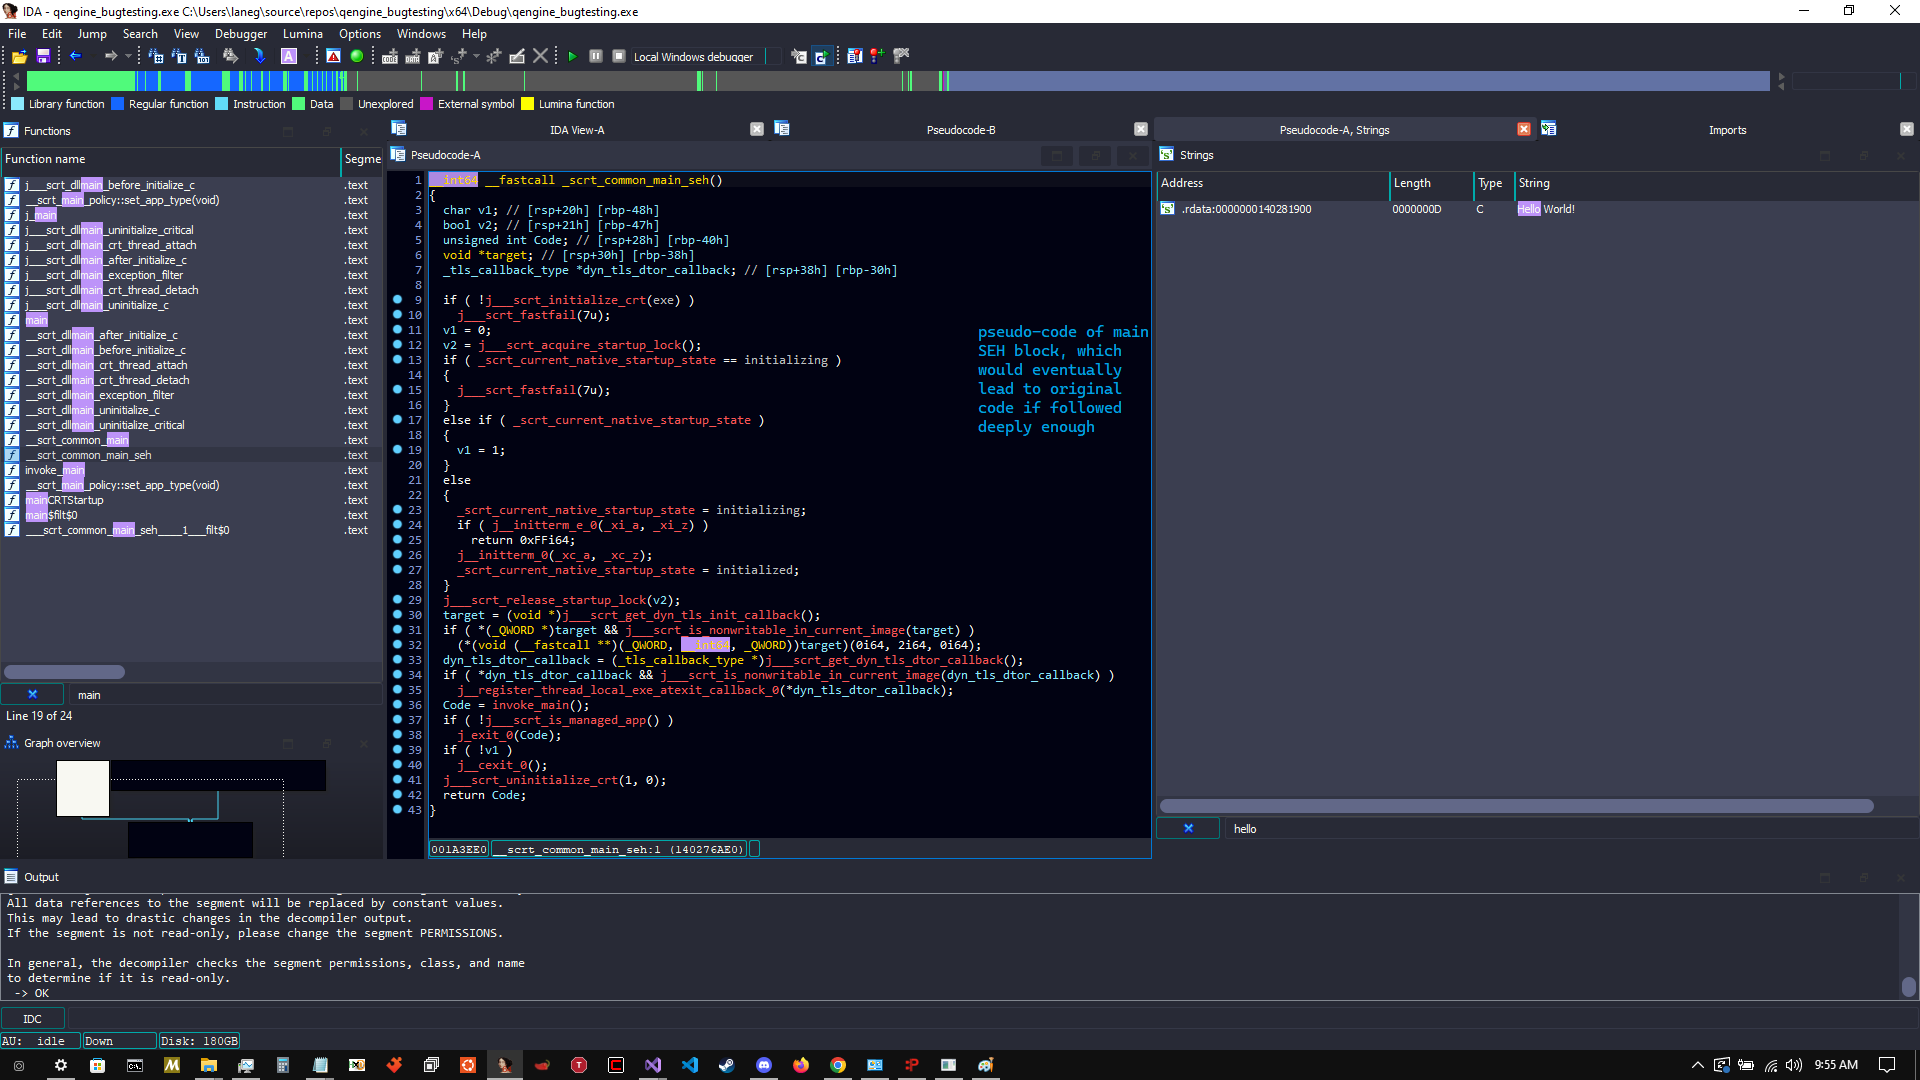 IDA - qengine_bugtesting.exe C:\Users\laneg\source\repos\qengine_bugtesting\x64\Debug\qengine_bugtesting.exe
File Edit Jump Search View Debugger Lumina Options Windows Help
Local Windows debugger
Library function Regular function Instruction Data Unexplored External symbol Lumina function
Functions
Function name Segme
j___scrt_dllmain_before_initialize_c .text
__scrt_main_policy::set_app_type(void) .text
j_main .text
j___scrt_dllmain_uninitialize_critical .text
j___scrt_dllmain_crt_thread_attach .text
j___scrt_dllmain_after_initialize_c .text
j___scrt_dllmain_exception_filter .text
j___scrt_dllmain_crt_thread_detach .text
j___scrt_dllmain_uninitialize_c .text
main .text
__scrt_dllmain_after_initialize_c .text
__scrt_dllmain_before_initialize_c .text
__scrt_dllmain_crt_thread_attach .text
__scrt_dllmain_crt_thread_detach .text
__scrt_dllmain_exception_filter .text
__scrt_dllmain_uninitialize_c .text
__scrt_dllmain_uninitialize_critical .text
__scrt_common_main .text
__scrt_common_main_seh .text
invoke_main .text
__scrt_main_policy::set_app_type(void) .text
mainCRTStartup .text
main$filt$0 .text
___scrt_common_main_seh____1___filt$0 .text
main
Line 19 of 24
Graph overview
IDA View-A Pseudocode-B Pseudocode-A, Strings Imports
Pseudocode-A
1 __int64 __fastcall _scrt_common_main_seh()
2 {
3 char v1; // [rsp+20h] [rbp-48h]
4 bool v2; // [rsp+21h] [rbp-47h]
5 unsigned int Code; // [rsp+28h] [rbp-40h]
6 void *target; // [rsp+30h] [rbp-38h]
7 _tls_callback_type *dyn_tls_dtor_callback; // [rsp+38h] [rbp-30h]
8
9 if ( !j___scrt_initialize_crt(exe) )
10 j___scrt_fastfail(7u);
11 v1 = 0;
12 v2 = j___scrt_acquire_startup_lock();
13 if ( _scrt_current_native_startup_state == initializing )
14 {
15 j___scrt_fastfail(7u);
16 }
17 else if ( _scrt_current_native_startup_state )
18 {
19 v1 = 1;
20 }
21 else
22 {
23 _scrt_current_native_startup_state = initializing;
24 if ( j__initterm_e_0(_xi_a, _xi_z) )
25 return 0xFFi64;
26 j__initterm_0(_xc_a, _xc_z);
27 _scrt_current_native_startup_state = initialized;
28 }
29 j___scrt_release_startup_lock(v2);
30 target = (void *)j___scrt_get_dyn_tls_init_callback();
31 if ( *(_QWORD *)target && j___scrt_is_nonwritable_in_current_image(target) )
32 (*(void (__fastcall **)(_QWORD, __int64, _QWORD))target)(0i64, 2i64, 0i64);
33 dyn_tls_dtor_callback = (_tls_callback_type *)j___scrt_get_dyn_tls_dtor_callback();
34 if ( *dyn_tls_dtor_callback && j___scrt_is_nonwritable_in_current_image(dyn_tls_dtor_callback) )
35 j__register_thread_local_exe_atexit_callback_0(*dyn_tls_dtor_callback);
36 Code = invoke_main();
37 if ( !j___scrt_is_managed_app() )
38 j_exit_0(Code);
39 if ( !v1 )
40 j__cexit_0();
41 j___scrt_uninitialize_crt(1, 0);
42 return Code;
43 }
pseudo-code of main
SEH block, which
would eventually
lead to original
code if followed
deeply enough
001A3EE0 __scrt_common_main_seh:1 (140276AE0)
Strings
Address Length Type String
.rdata:0000000140281900 0000000D C Hello World!
hello
Output
All data references to the segment will be replaced by constant values.
This may lead to drastic changes in the decompiler output.
If the segment is not read-only, please change the segment PERMISSIONS.
In general, the decompiler checks the segment permissions, class, and name
to determine if it is read-only.
-> OK
IDC
AU: idle Down Disk: 180GB
9:55 AM